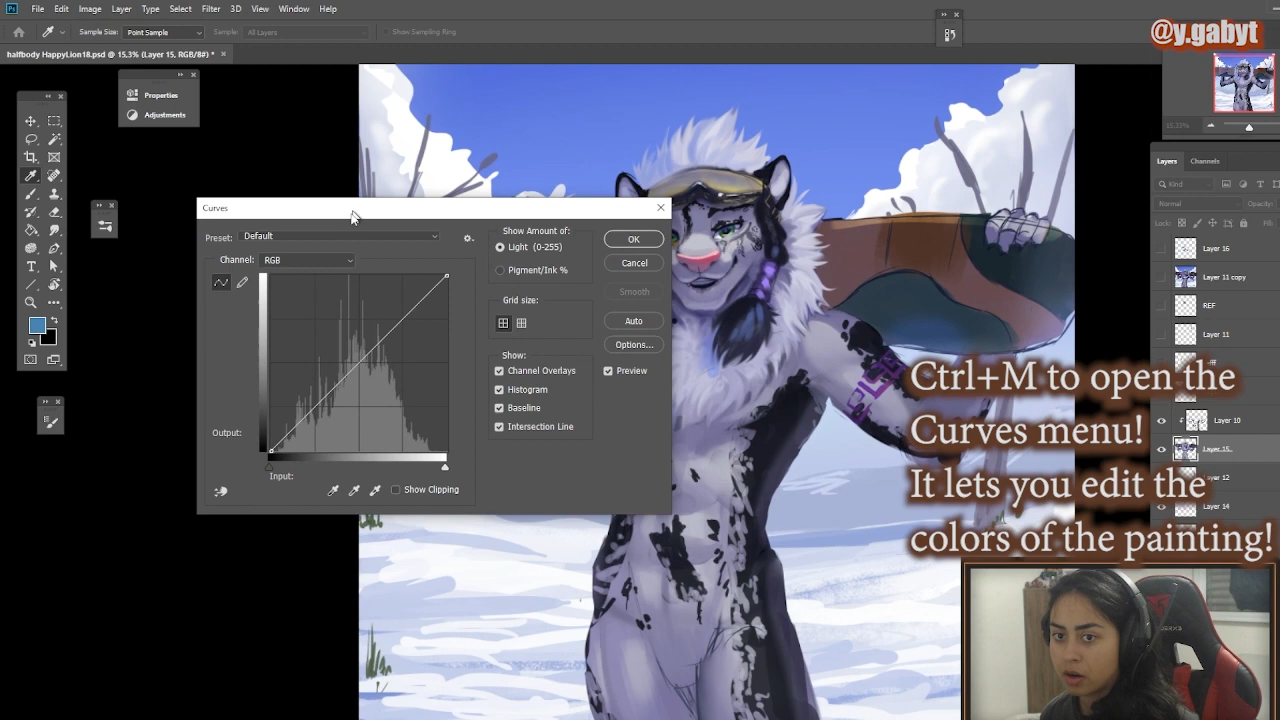 File Edit Image Layer Type Select Filter 3D View Window Help
Sample Size: Point Sample Sample: All Layers Show Sampling Ring
@y.gabyt
halfbody HappyLion18.psd @ 15,3% (Layer 15, RGB/8#) *
Properties
Adjustments
15,33%
Layers Channels
Kind
Normal Opacity:
Lock: Fill:
Layer 16
Layer 11 copy
REF
Layer 11
Layer 10
Layer 15
Layer 14
Curves
Preset: Default
Channel: RGB
Output:
Input:
Show Clipping
Show Amount of:
Light (0-255)
Pigment/Ink %
Grid size:
Show:
Channel Overlays
Histogram
Baseline
Intersection Line
OK
Cancel
Smooth
Auto
Options...
Preview
Ctrl+M to open the
Curves menu!
It lets you edit the
colors of the painting!